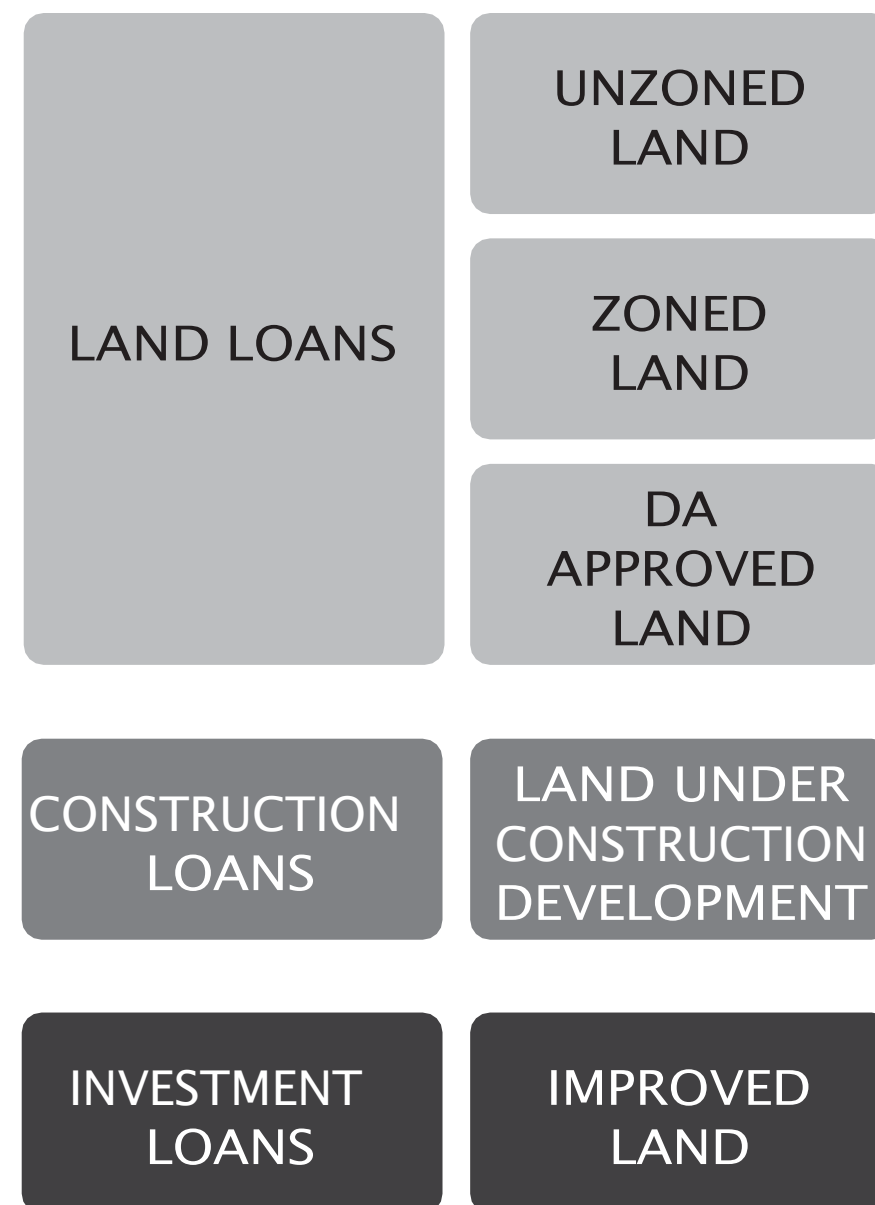 LAND LOANS
UNZONED
LAND
ZONED
LAND
DA
APPROVED
LAND
CONSTRUCTION
LOANS
LAND UNDER
CONSTRUCTION
DEVELOPMENT
INVESTMENT
LOANS
IMPROVED
LAND